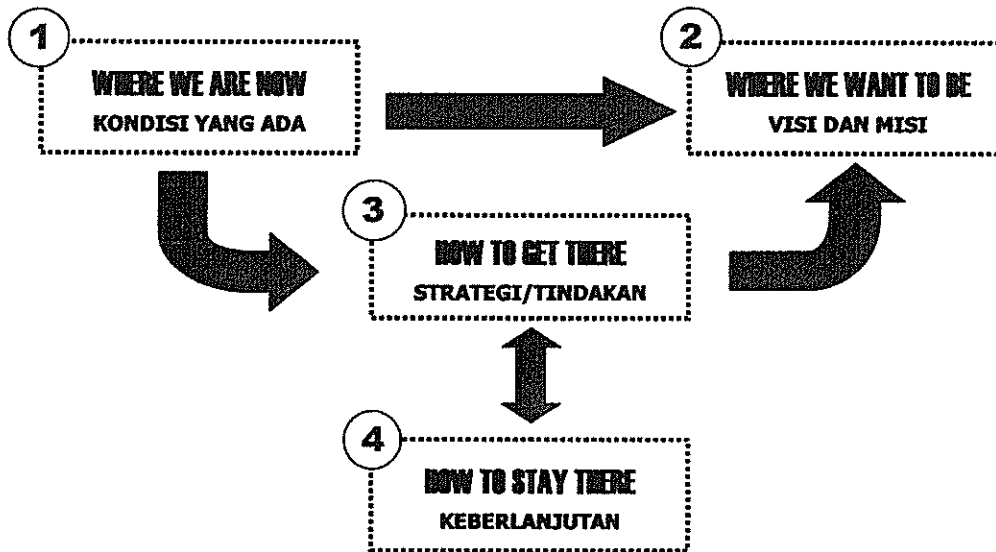 1
WHERE WE ARE NOW
KONDISI YANG ADA
2
WHERE WE WANT TO BE
VISI DAN MISI
3
HOW TO GET THERE
STRATEGI/TINDAKAN
4
HOW TO STAY THERE
KEBERLANJUTAN